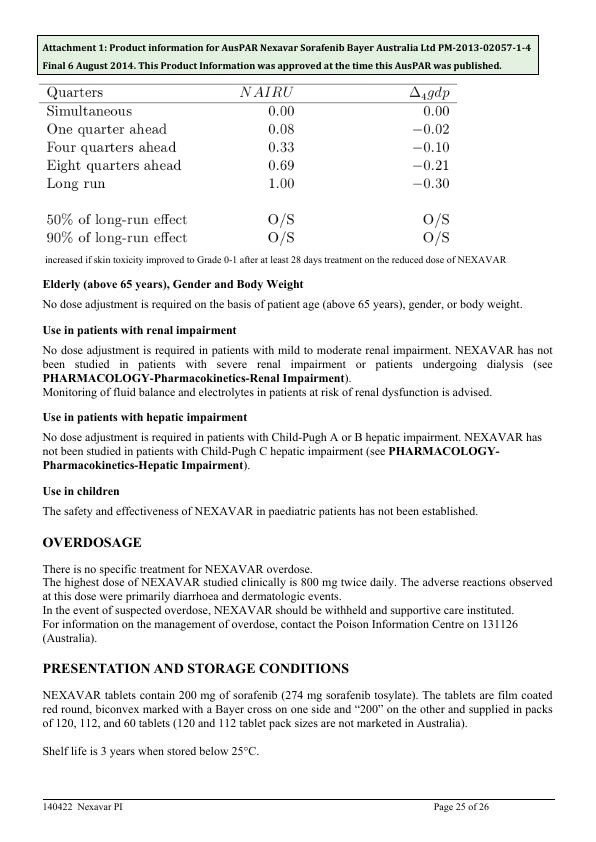 Attachment 1: Product information for AusPAR Nexavar Sorafenib Bayer Australia Ltd PM-2013-02057-1-4
Final 6 August 2014. This Product Information was approved at the time this AusPAR was published.
Quarters NAIRU Δ₄gdp
Simultaneous 0.00 0.00
One quarter ahead 0.08 −0.02
Four quarters ahead 0.33 −0.10
Eight quarters ahead 0.69 −0.21
Long run 1.00 −0.30
50% of long-run effect O/S O/S
90% of long-run effect O/S O/S
increased if skin toxicity improved to Grade 0-1 after at least 28 days treatment on the reduced dose of NEXAVAR
Elderly (above 65 years), Gender and Body Weight
No dose adjustment is required on the basis of patient age (above 65 years), gender, or body weight.
Use in patients with renal impairment
No dose adjustment is required in patients with mild to moderate renal impairment. NEXAVAR has not
been studied in patients with severe renal impairment or patients undergoing dialysis (see
PHARMACOLOGY-Pharmacokinetics-Renal Impairment).
Monitoring of fluid balance and electrolytes in patients at risk of renal dysfunction is advised.
Use in patients with hepatic impairment
No dose adjustment is required in patients with Child-Pugh A or B hepatic impairment. NEXAVAR has
not been studied in patients with Child-Pugh C hepatic impairment (see PHARMACOLOGY-
Pharmacokinetics-Hepatic Impairment).
Use in children
The safety and effectiveness of NEXAVAR in paediatric patients has not been established.
OVERDOSAGE
There is no specific treatment for NEXAVAR overdose.
The highest dose of NEXAVAR studied clinically is 800 mg twice daily. The adverse reactions observed
at this dose were primarily diarrhoea and dermatologic events.
In the event of suspected overdose, NEXAVAR should be withheld and supportive care instituted.
For information on the management of overdose, contact the Poison Information Centre on 131126
(Australia).
PRESENTATION AND STORAGE CONDITIONS
NEXAVAR tablets contain 200 mg of sorafenib (274 mg sorafenib tosylate). The tablets are film coated
red round, biconvex marked with a Bayer cross on one side and “200” on the other and supplied in packs
of 120, 112, and 60 tablets (120 and 112 tablet pack sizes are not marketed in Australia).
Shelf life is 3 years when stored below 25°C.
140422 Nexavar PI Page 25 of 26